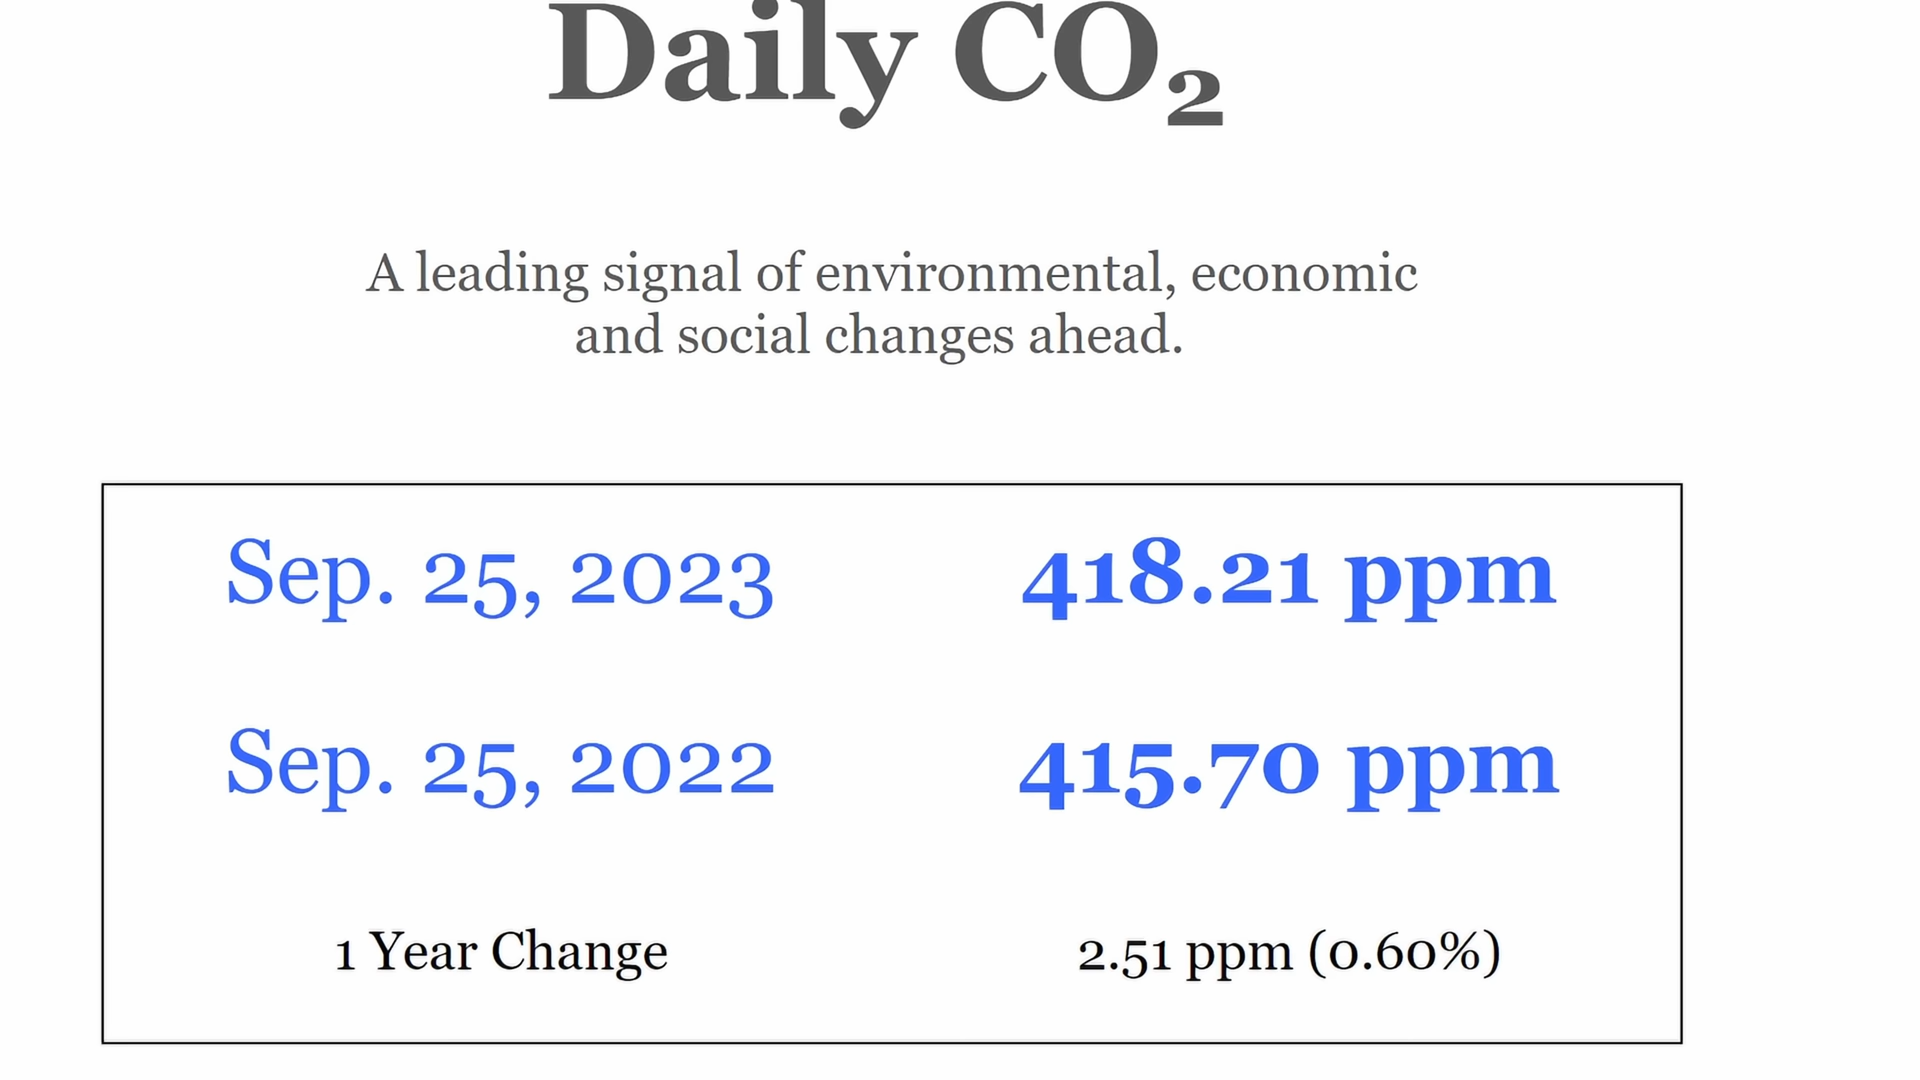 Daily CO₂
A leading signal of environmental, economic
and social changes ahead.
Sep. 25, 2023 418.21 ppm
Sep. 25, 2022 415.70 ppm
1 Year Change 2.51 ppm (0.60%)